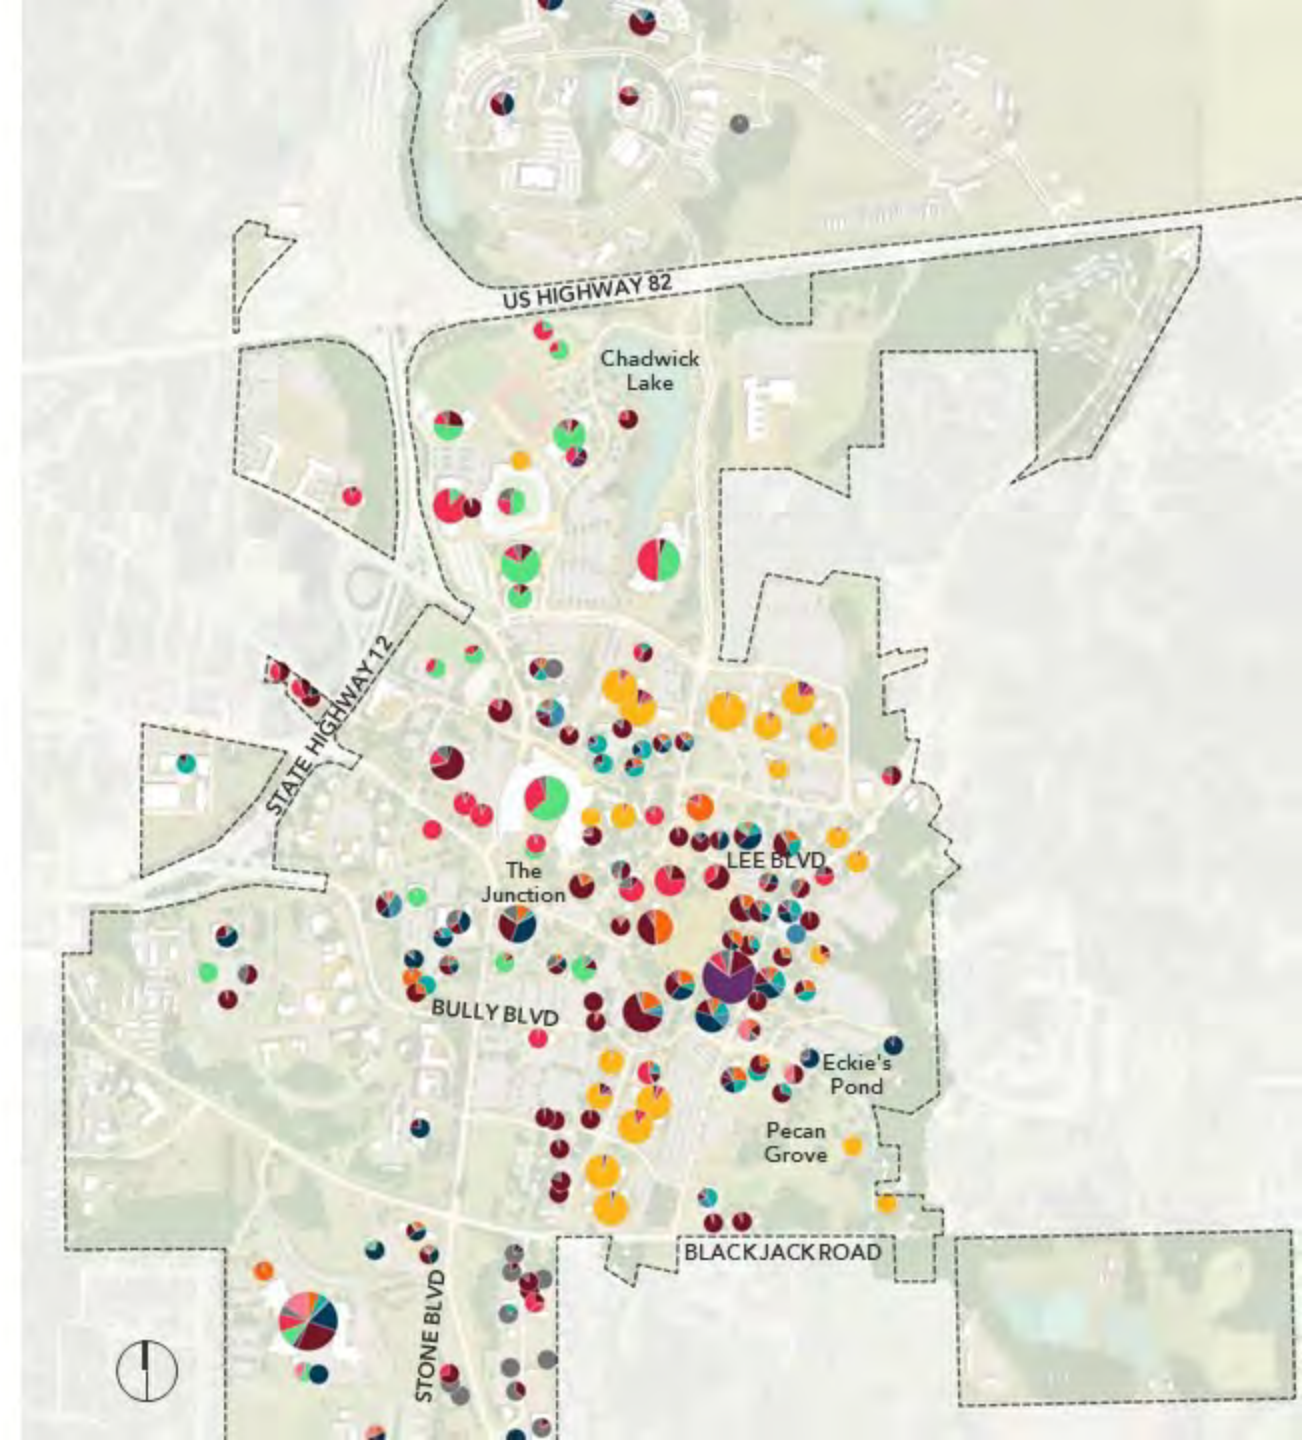 US HIGHWAY 82
Chadwick
Lake
STATE HIGHWAY 12
LEE BLVD
The
Junction
BULLY BLVD
Eckie's
Pond
Pecan
Grove
BLACKJACK ROAD
STONE BLVD